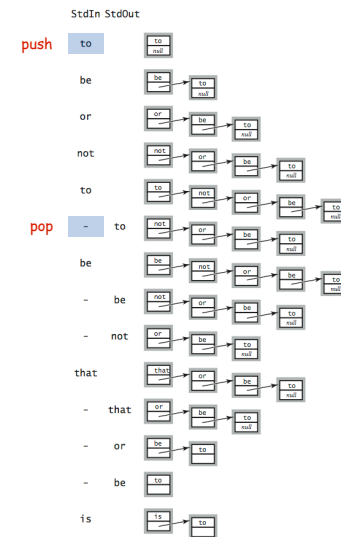 StdIn StdOut
push to to null
be be to null
or or be to null
not not or be to null
to to not or be to null
pop - to not or be to null
be be not or be to null
- be not or be to null
- not or be to null
that that or be to null
- that or be to null
- or be to
- be to
is is to